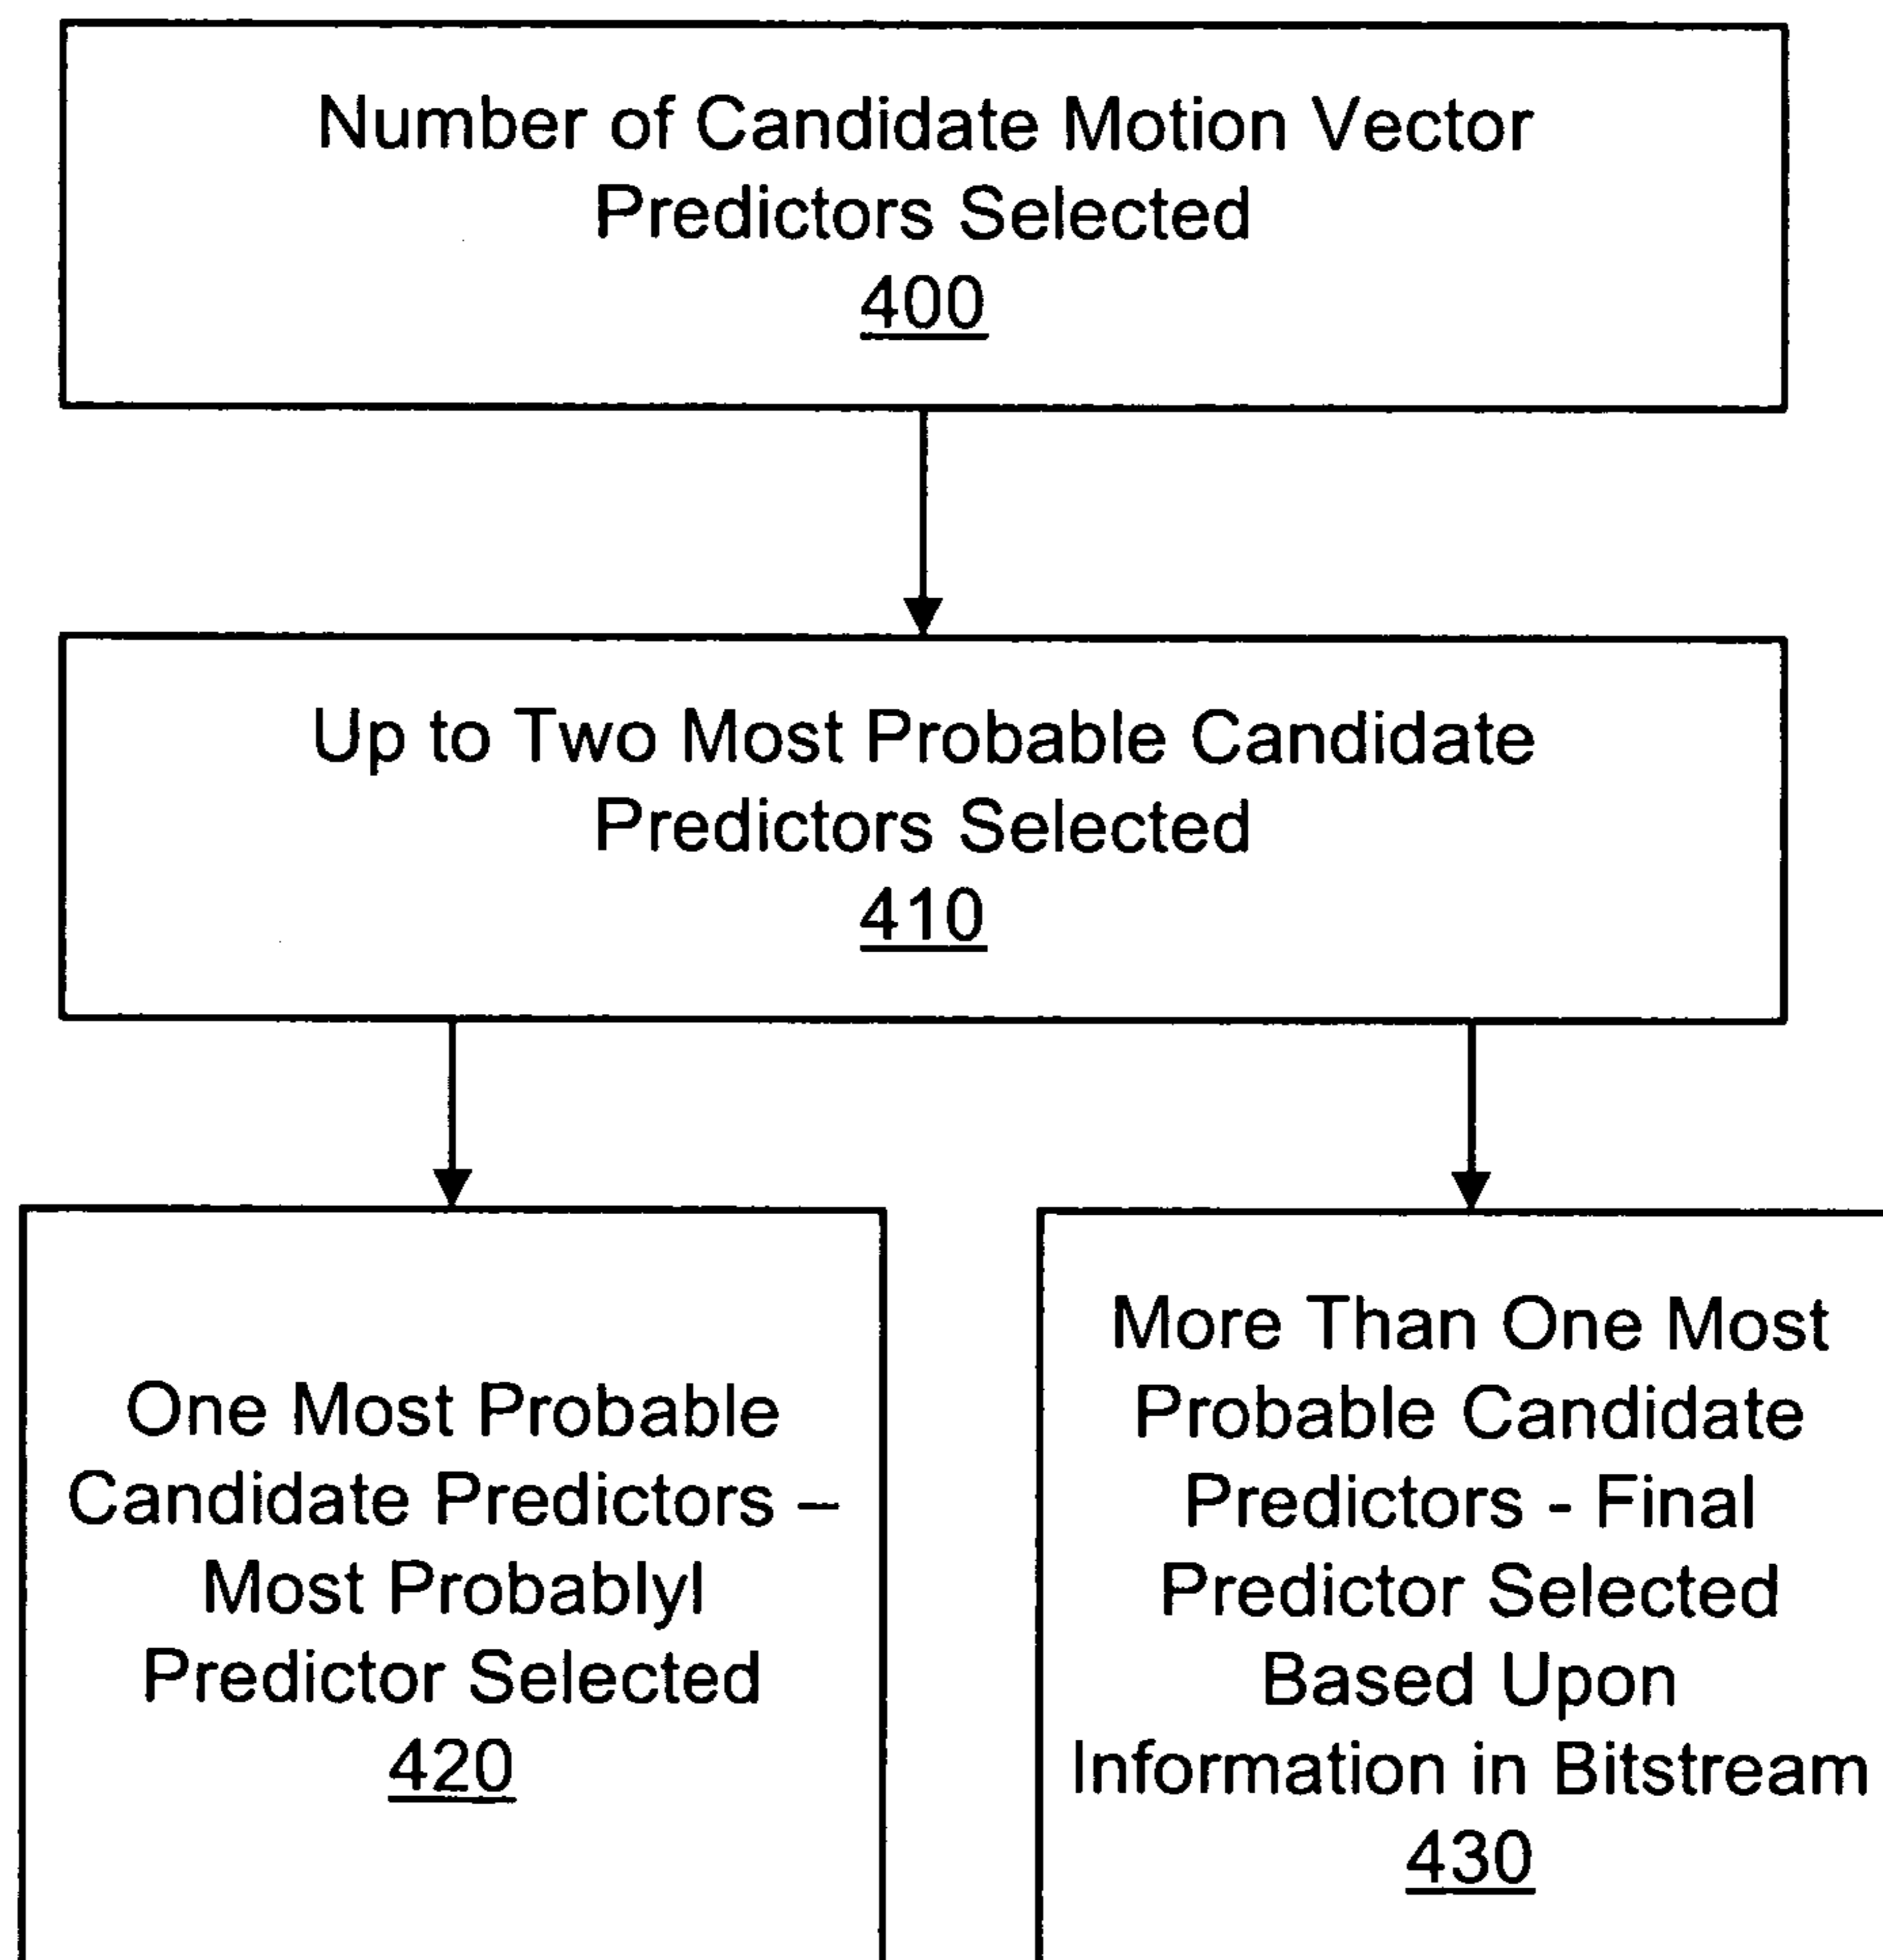 Number of Candidate Motion Vector
Predictors Selected
400
Up to Two Most Probable Candidate
Predictors Selected
410
One Most Probable
Candidate Predictors –
Most Probablyl
Predictor Selected
420
More Than One Most
Probable Candidate
Predictors - Final
Predictor Selected
Based Upon
Information in Bitstream
430